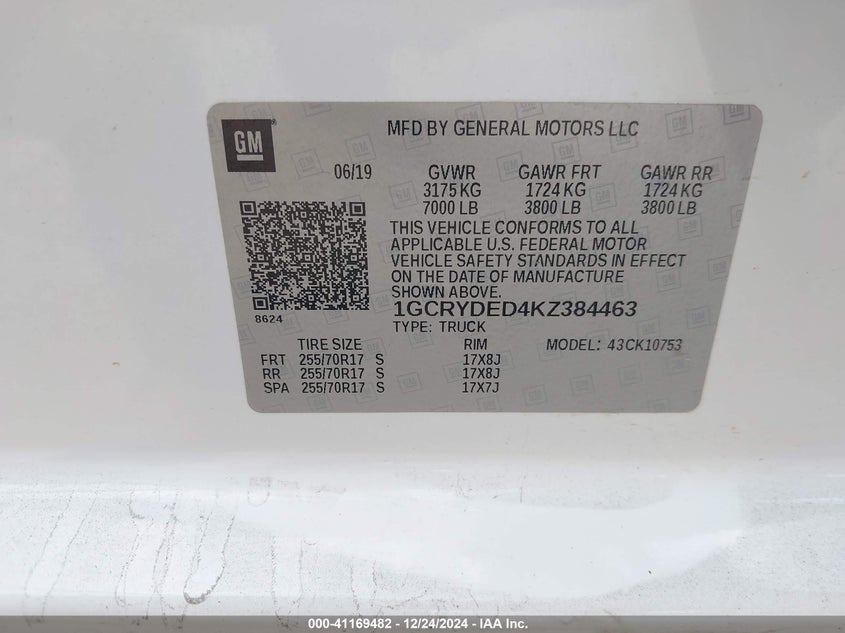 GM
MFD BY GENERAL MOTORS LLC
06/19 GVWR GAWR FRT GAWR RR
3175 KG 1724 KG 1724 KG
7000 LB 3800 LB 3800 LB
THIS VEHICLE CONFORMS TO ALL
APPLICABLE U.S. FEDERAL MOTOR
VEHICLE SAFETY STANDARDS IN EFFECT
ON THE DATE OF MANUFACTURE
SHOWN ABOVE.
8624
1GCRYDED4KZ384463
TYPE: TRUCK
TIRE SIZE RIM MODEL: 43CK10753
FRT 255/70R17 S 17X8J
RR 255/70R17 S 17X8J
SPA 255/70R17 S 17X7J
000-41169482 - 12/24/2024 - IAA Inc.